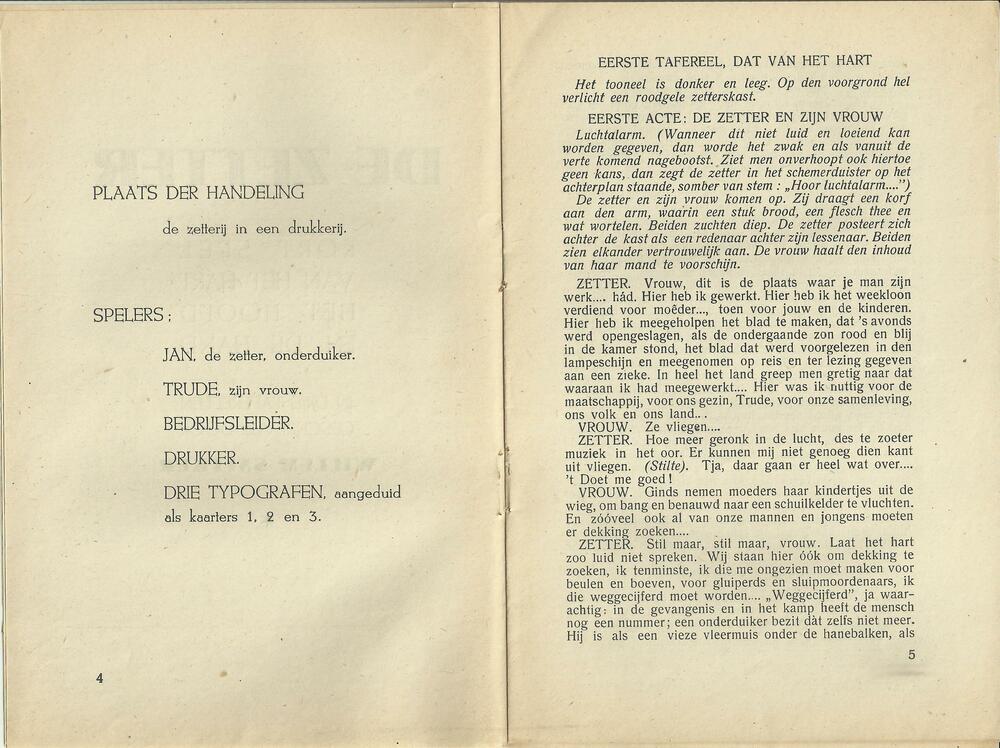 PLAATS DER HANDELING
de zetterij in een drukkerij.
SPELERS:
JAN, de zetter, onderduiker.
TRUDE, zijn vrouw.
BEDRIJFSLEIDER.
DRUKKER.
DRIE TYPOGRAFEN, aangeduid
als kaarters 1, 2 en 3.
4
EERSTE TAFEREEL, DAT VAN HET HART
Het tooneel is donker en leeg. Op den voorgrond hel
verlicht een roodgele zetterskast.
EERSTE ACTE: DE ZETTER EN ZIJN VROUW
Luchtalarm. (Wanneer dit niet luid en loeiend kan
worden gegeven, dan worde het zwak en als vanuit de
verte komend nagebootst. Ziet men onverhoopt ook hiertoe
geen kans, dan zegt de zetter in het schemerduister op het
achterplan staande, somber van stem : „Hoor luchtalarm....”)
De zetter en zijn vrouw komen op. Zij draagt een korf
aan den arm, waarin een stuk brood, een flesch thee en
wat wortelen. Beiden zuchten diep. De zetter posteert zich
achter de kast als een redenaar achter zijn lessenaar. Beiden
zien elkander vertrouwelijk aan. De vrouw haalt den inhoud
van haar mand te voorschijn.
ZETTER. Vrouw, dit is de plaats waar je man zijn
werk.... hád. Hier heb ik gewerkt. Hier heb ik het weekloon
verdiend voor moêder..., toen voor jouw en de kinderen.
Hier heb ik meegeholpen het blad te maken, dat 's avonds
werd opengeslagen, als de ondergaande zon rood en blij
in de kamer stond, het blad dat werd voorgelezen in den
lampeschijn en meegenomen op reis en ter lezing gegeven
aan een zieke. In heel het land greep men gretig naar dat
waaraan ik had meegewerkt.... Hier was ik nuttig voor de
maatschappij, voor ons gezin, Trude, voor onze samenleving,
ons volk en ons land...
VROUW. Ze vliegen....
ZETTER. Hoe meer geronk in de lucht, des te zoeter
muziek in het oor. Er kunnen mij niet genoeg dien kant
uit vliegen. (Stilte). Tja, daar gaan er heel wat over....
't Doet me goed!
VROUW. Ginds nemen moeders haar kindertjes uit de
wieg, om bang en benauwd naar een schuilkelder te vluchten.
En zóóveel ook al van onze mannen en jongens moeten
er dekking zoeken....
ZETTER. Stil maar, stil maar, vrouw. Laat het hart
zoo luid niet spreken. Wij staan hier óók om dekking te
zoeken, ik tenminste, ik die me ongezien moet maken voor
beulen en boeven, voor gluiperds en sluipmoordenaars, ik
die weggecijferd moet worden.... „Weggecijferd”, ja waar-
achtig: in de gevangenis en in het kamp heeft de mensch
nog een nummer; een onderduiker bezit dàt zelfs niet meer.
Hij is als een vieze vleermuis onder de hanebalken, als
5